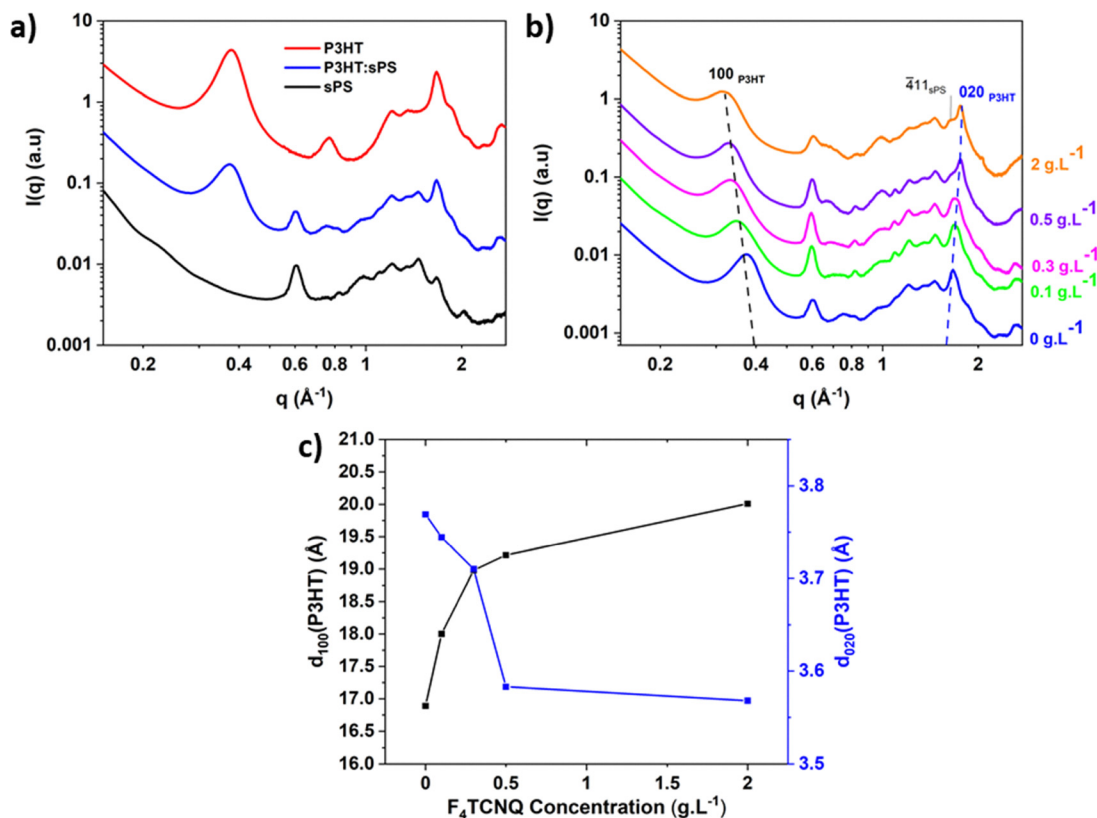 a)
10
1
0.1
0.01
0.001
I(q) (a.u)
P3HT
P3HT:sPS
sPS
0.2 0.4 0.6 0.8 1 2
q (Å⁻¹)
b)
10
1
0.1
0.01
0.001
I(q) (a.u)
100 P3HT
4̅11sPS
020 P3HT
2 g.L⁻¹
0.5 g.L⁻¹
0.3 g.L⁻¹
0.1 g.L⁻¹
0 g.L⁻¹
0.2 0.4 0.6 0.8 1 2
q (Å⁻¹)
c)
21.0
20.5
20.0
19.5
19.0
18.5
18.0
17.5
17.0
16.5
16.0
d₁₀₀(P3HT) (Å)
3.8
3.7
3.6
3.5
d₀₂₀(P3HT) (Å)
0 0.5 1 1.5 2
F₄TCNQ Concentration (g.L⁻¹)